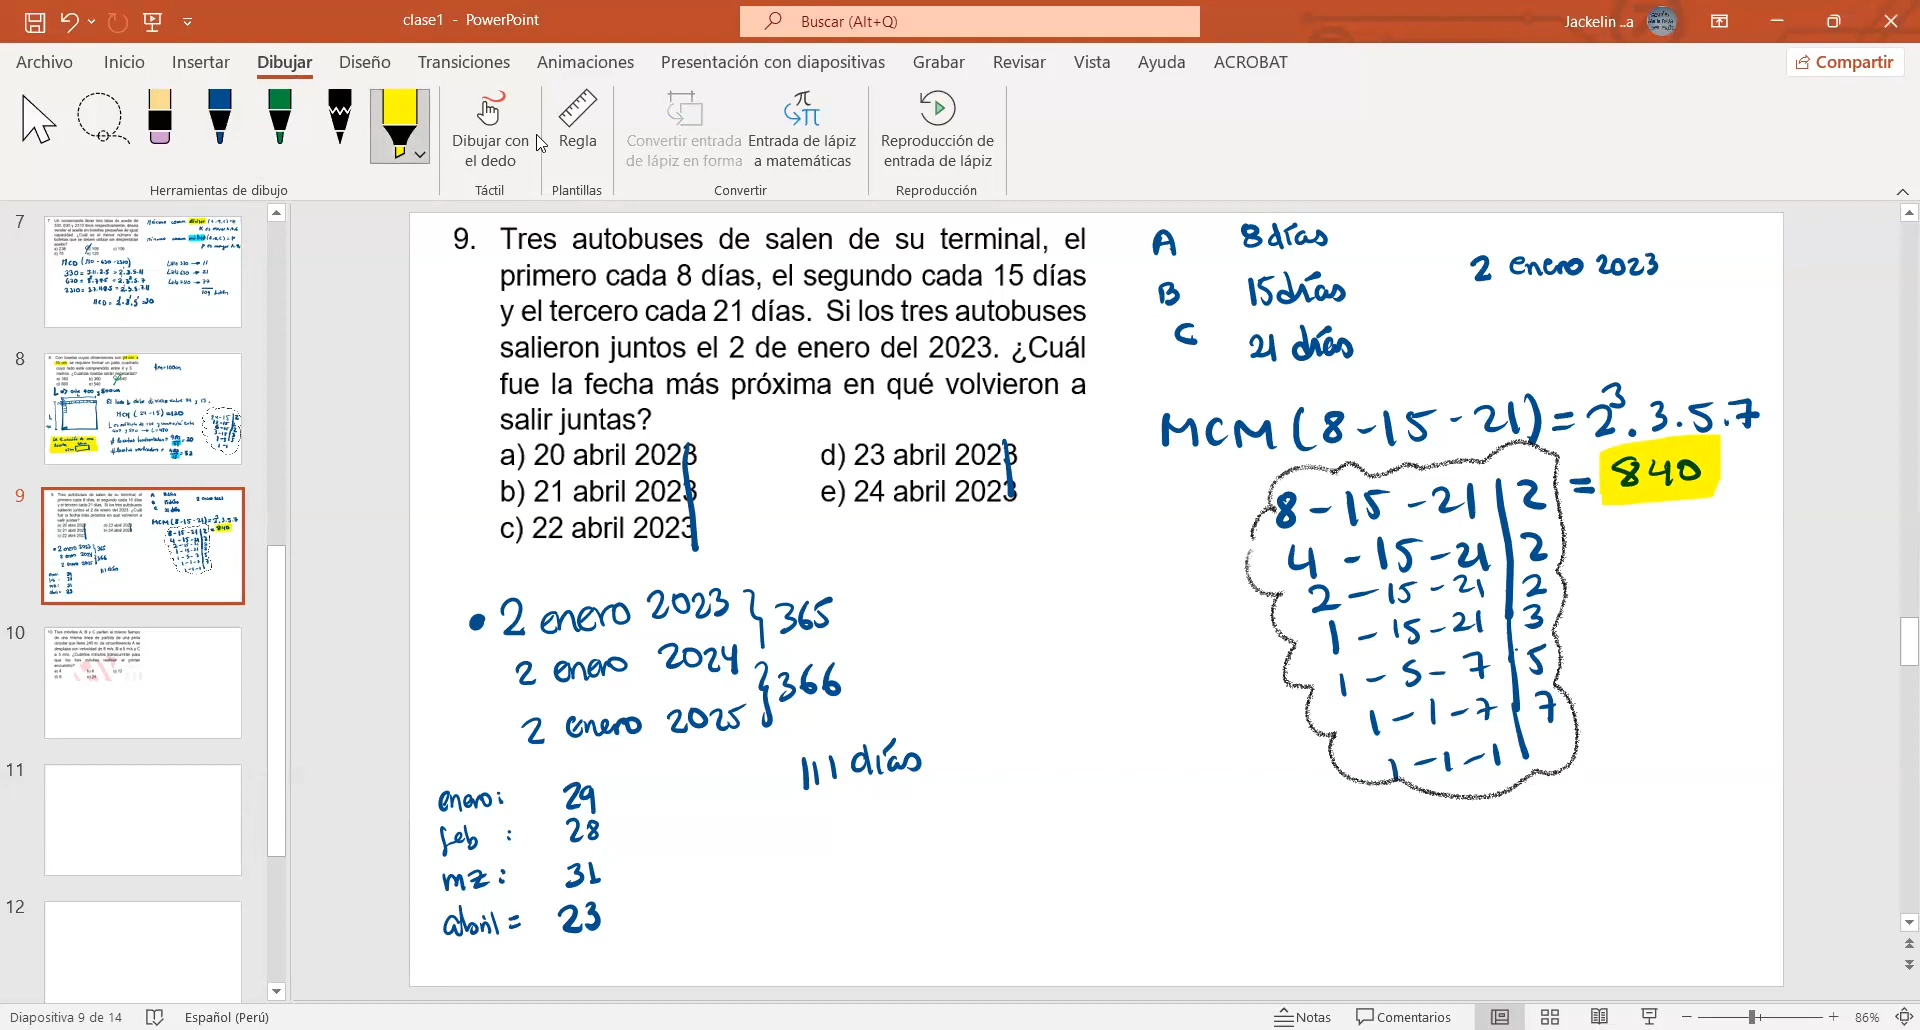 clase1 - PowerPoint
Buscar (Alt+Q)
Jackelin ..a
Archivo Inicio Insertar Dibujar Diseño Transiciones Animaciones Presentación con diapositivas Grabar Revisar Vista Ayuda ACROBAT
Compartir
Dibujar con el dedo
Regla
Convertir entrada de lápiz en forma
Entrada de lápiz a matemáticas
Reproducción de entrada de lápiz
Herramientas de dibujo
Táctil
Plantillas
Convertir
Reproducción
7
8
9
10
11
12
9. Tres autobuses de salen de su terminal, el
primero cada 8 días, el segundo cada 15 días
y el tercero cada 21 días. Si los tres autobuses
salieron juntos el 2 de enero del 2023. ¿Cuál
fue la fecha más próxima en qué volvieron a
salir juntas?
a) 20 abril 2023 d) 23 abril 2023
b) 21 abril 2023 e) 24 abril 2023
c) 22 abril 2023
A 8 días
B 15 días
C 21 días
2 enero 2023
MCM (8-15-21) = 2³.3.5.7
= 840
8-15-21 | 2
4-15-21 | 2
2-15-21 | 2
1-15-21 | 3
1-5-7 | 5
1-1-7 | 7
1-1-1
• 2 enero 2023 } 365
2 enero 2024
2 enero 2025 } 366
111 días
enero: 29
feb : 28
mz : 31
abril = 23
Diapositiva 9 de 14
Español (Perú)
Notas
Comentarios
86%